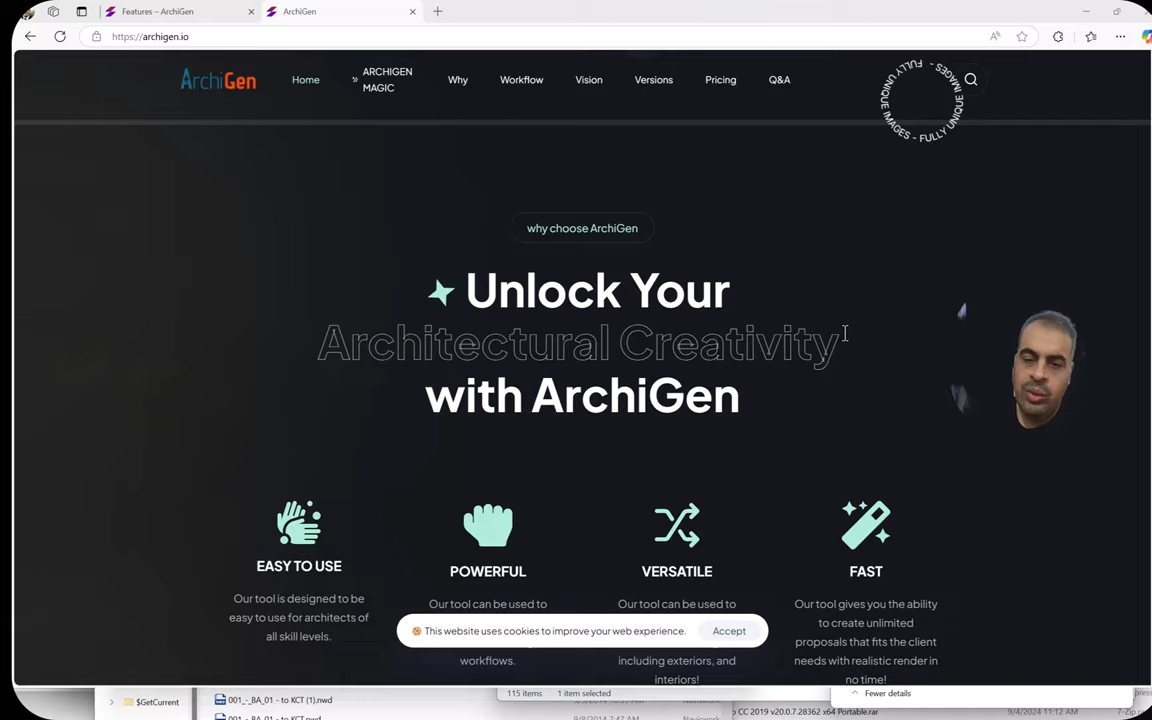 Features – ArchiGen
ArchiGen
https://archigen.io
ArchiGen
Home
ARCHIGEN
MAGIC
Why
Workflow
Vision
Versions
Pricing
Q&A
FULLY UNIQUE IMAGES - FULLY UNIQUE IMAGES -
why choose ArchiGen
Unlock Your
Architectural Creativity
with ArchiGen
EASY TO USE
Our tool is designed to be
easy to use for architects of
all skill levels.
POWERFUL
Our tool can be used to
workflows.
VERSATILE
Our tool can be used to
including exteriors, and
interiors!
FAST
Our tool gives you the ability
to create unlimited
proposals that fits the client
needs with realistic render in
no time!
This website uses cookies to improve your web experience.
Accept
$GetCurrent
001_-_BA_01 - to KCT (1).nwd
115 items
1 item selected
Fewer details
CC 2019 v20.0.7.28362 x64 Portable.rar
9/4/2024 11:12 AM